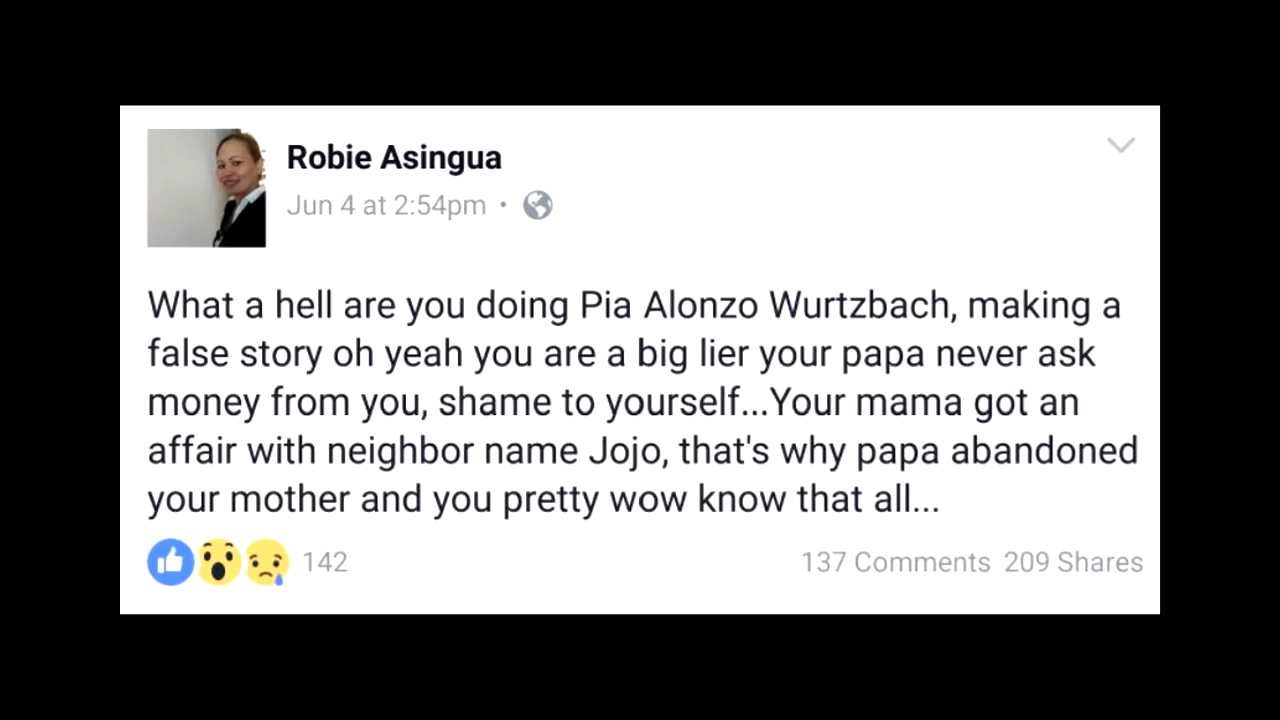 Robie Asingua
Jun 4 at 2:54pm •
What a hell are you doing Pia Alonzo Wurtzbach, making a
false story oh yeah you are a big lier your papa never ask
money from you, shame to yourself...Your mama got an
affair with neighbor name Jojo, that's why papa abandoned
your mother and you pretty wow know that all...
142
137 Comments 209 Shares